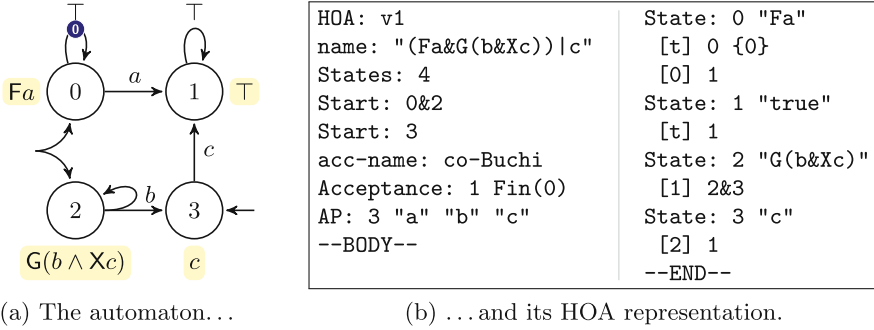 ⊤
⊤
0
Fa
0
a
1
⊤
c
2
b
3
G(b ∧ Xc)
c
(a) The automaton...
HOA: v1
name: "(Fa&G(b&Xc))|c"
States: 4
Start: 0&2
Start: 3
acc-name: co-Buchi
Acceptance: 1 Fin(0)
AP: 3 "a" "b" "c"
--BODY--
State: 0 "Fa"
[t] 0 {0}
[0] 1
State: 1 "true"
[t] 1
State: 2 "G(b&Xc)"
[1] 2&3
State: 3 "c"
[2] 1
--END--
(b) ...and its HOA representation.